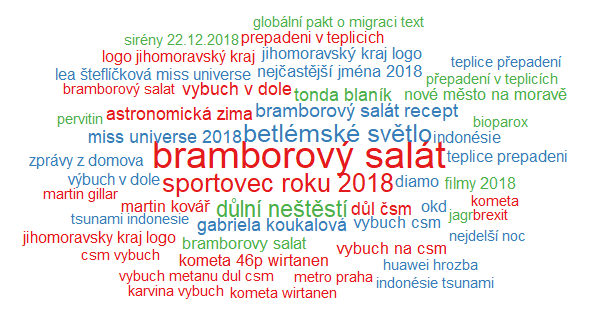 globální pakt o migraci text
sirény 22.12.2018 prepadeni v teplicích
logo jihomoravský kraj jihomoravský kraj logo
teplice přepadení
lea šteflíčková miss universe nejčastější jména 2018
přepadení v teplicích
bramborový salat výbuch v dole tonda blaník nové město na moravě
pervitin astronomická zima bramborový salát recept bioparox
miss universe 2018 betlémské světlo indonésie
zprávy z domova bramborový salát teplice prepadeni
výbuch v dole sportovec roku 2018 diamo filmy 2018
martin gillar martin kovář důlní neštěstí důl čsm okd kometa
tsunami indonesie gabriela koukalová vybuch csm jagr brexit
jihomoravsky kraj logo bramborovy salat vybuch na csm nejdelší noc
csm vybuch kometa 46p wirtanen huawei hrozba
vybuch metanu dul csm metro praha indonésie tsunami
karvina vybuch kometa wirtanen